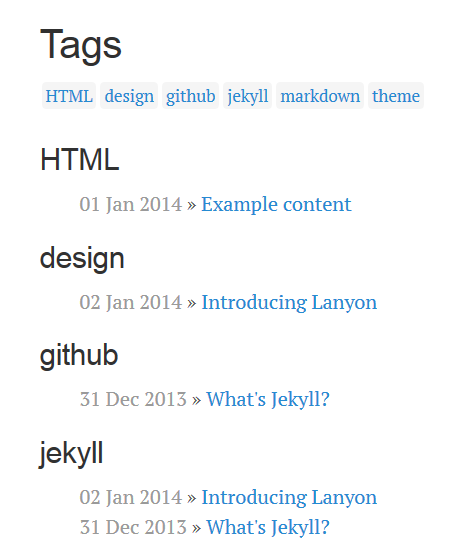 Tags
HTML design github jekyll markdown theme
HTML
01 Jan 2014 » Example content
design
02 Jan 2014 » Introducing Lanyon
github
31 Dec 2013 » What's Jekyll?
jekyll
02 Jan 2014 » Introducing Lanyon
31 Dec 2013 » What's Jekyll?